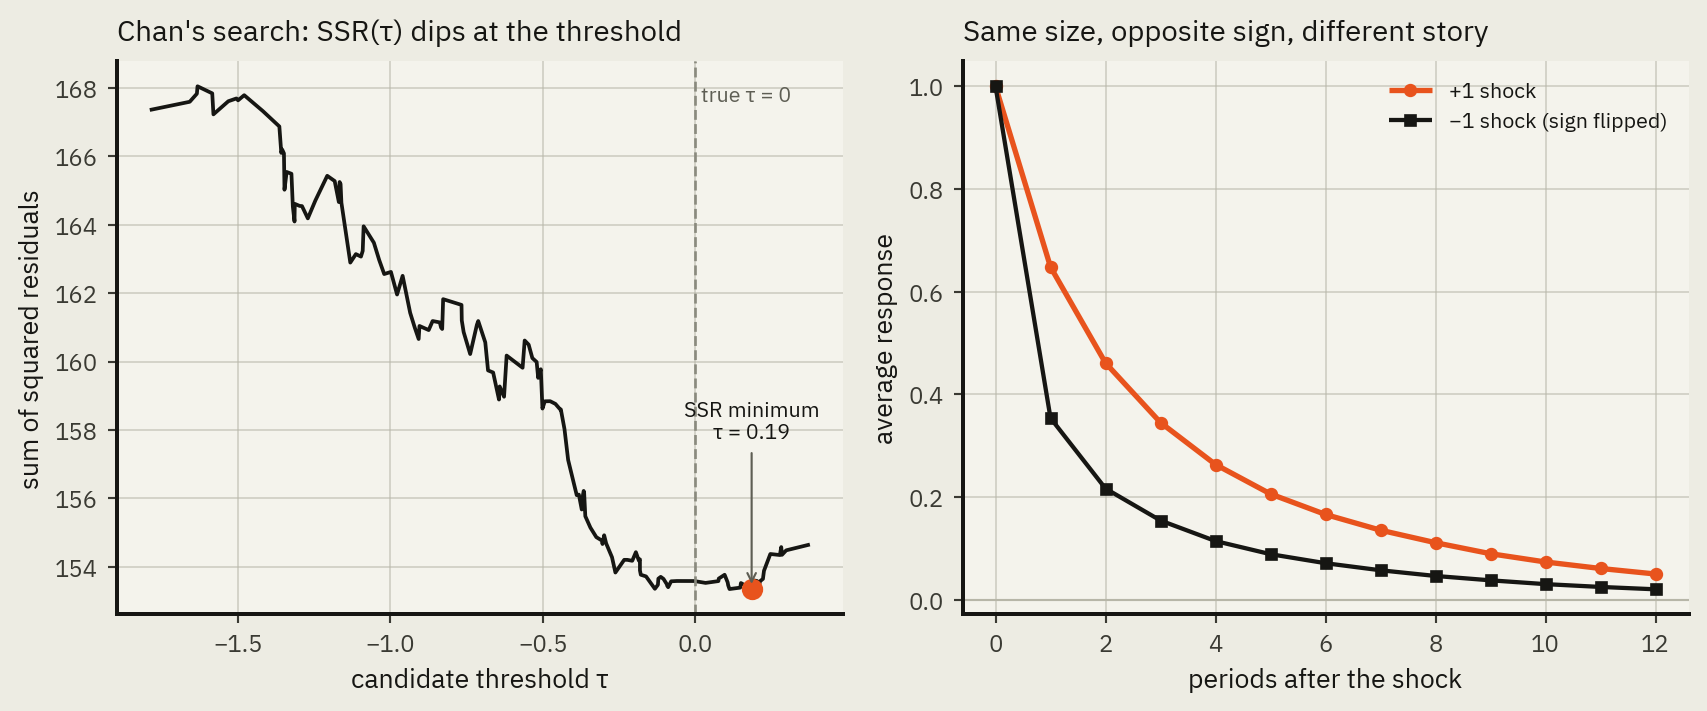 Chan's search: SSR(τ) dips at the threshold
sum of squared residuals
168
166
164
162
160
158
156
154
true τ = 0
SSR minimum
τ = 0.19
−1.5
−1.0
−0.5
0.0
candidate threshold τ
Same size, opposite sign, different story
average response
1.0
0.8
0.6
0.4
0.2
0.0
+1 shock
−1 shock (sign flipped)
0
2
4
6
8
10
12
periods after the shock